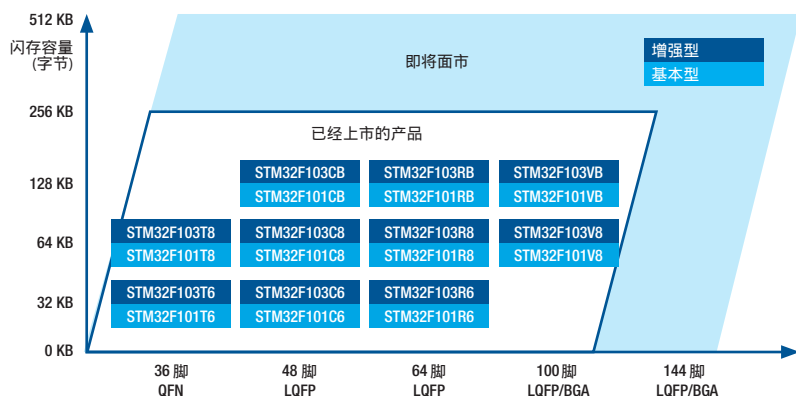 512 KB
闪存容量
(字节)
即将面市
增强型
基本型
256 KB
已经上市的产品
128 KB
STM32F103CB
STM32F103RB
STM32F103VB
STM32F101CB
STM32F101RB
STM32F101VB
64 KB
STM32F103T8
STM32F103C8
STM32F103R8
STM32F103V8
STM32F101T8
STM32F101C8
STM32F101R8
STM32F101V8
32 KB
STM32F103T6
STM32F103C6
STM32F103R6
STM32F101T6
STM32F101C6
STM32F101R6
0 KB
36 脚
QFN
48 脚
LQFP
64 脚
LQFP
100 脚
LQFP/BGA
144 脚
LQFP/BGA